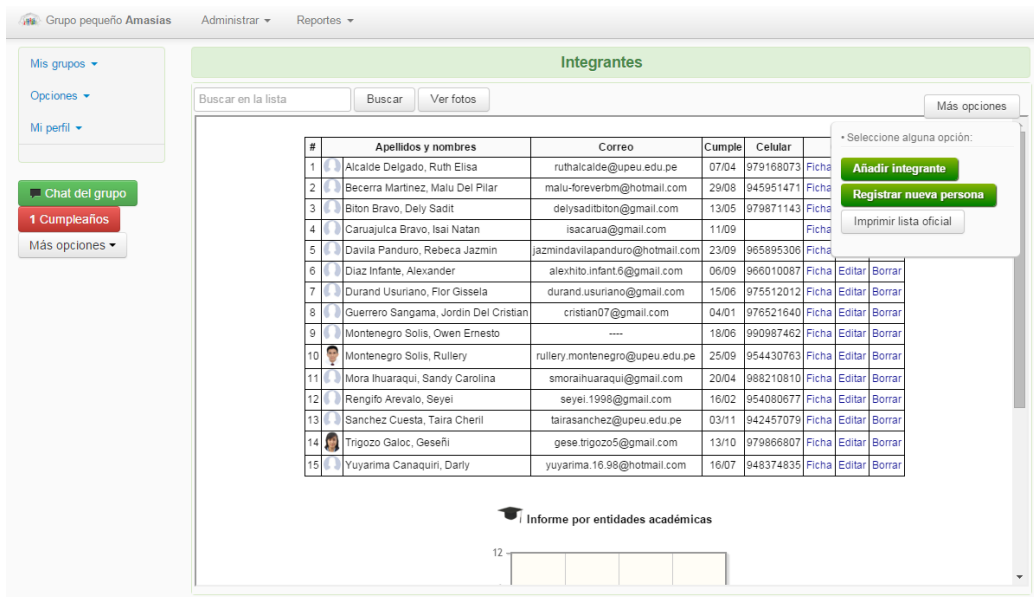 Grupo pequeño Amasías Administrar Reportes
Mis grupos
Opciones
Mi perfil
Chat del grupo
1 Cumpleaños
Más opciones
Integrantes
Buscar en la lista Buscar Ver fotos
Más opciones
• Seleccione alguna opción:
Añadir integrante
Registrar nueva persona
Imprimir lista oficial
# Apellidos y nombres Correo Cumple Celular
1 Alcalde Delgado, Ruth Elisa ruthalcalde@upeu.edu.pe 07/04 979168073 Ficha
2 Becerra Martinez, Malu Del Pilar malu-foreverbm@hotmail.com 29/08 945951471 Ficha
3 Biton Bravo, Dely Sadit delysaditbiton@gmail.com 13/05 979871143 Ficha
4 Caruajulca Bravo, Isai Natan isacarua@gmail.com 11/09 Ficha
5 Davila Panduro, Rebeca Jazmin jazmindavilapanduro@hotmail.com 23/09 965895306 Ficha
6 Diaz Infante, Alexander alexhito.infant.6@gmail.com 06/09 966010087 Ficha Editar Borrar
7 Durand Usuriano, Flor Gissela durand.usuriano@gmail.com 15/06 975512012 Ficha Editar Borrar
8 Guerrero Sangama, Jordin Del Cristian cristian07@gmail.com 04/01 976521640 Ficha Editar Borrar
9 Montenegro Solis, Owen Ernesto ---- 18/06 990987462 Ficha Editar Borrar
10 Montenegro Solis, Rullery rullery.montenegro@upeu.edu.pe 25/09 954430763 Ficha Editar Borrar
11 Mora Ihuaraqui, Sandy Carolina smoraihuaraqui@gmail.com 20/04 988210810 Ficha Editar Borrar
12 Rengifo Arevalo, Seyei seyei.1998@gmail.com 16/02 954080677 Ficha Editar Borrar
13 Sanchez Cuesta, Taira Cheril tairasanchez@upeu.edu.pe 03/11 942457079 Ficha Editar Borrar
14 Trigozo Galoc, Geseñi gese.trigozo5@gmail.com 13/10 979866807 Ficha Editar Borrar
15 Yuyarima Canaquiri, Darly yuyarima.16.98@hotmail.com 16/07 948374835 Ficha Editar Borrar
Informe por entidades académicas
12